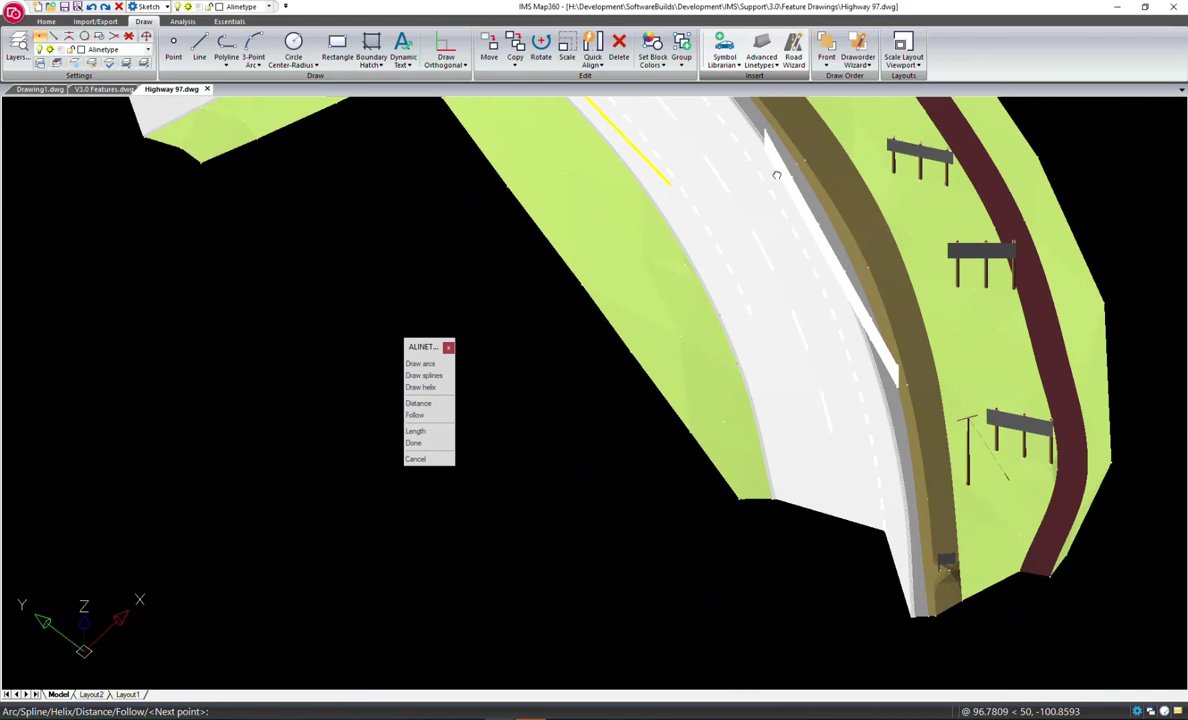 Sketch
Alinetype
IMS Map360 - [H:\Development\SoftwareBuilds\Development\IMS\Support\3.0\Feature Drawings\Highway 97.dwg]
Home
Import/Export
Draw
Analysis
Essentials
Layers...
Alinetype
Settings
Point
Line
Polyline
3-Point Arc
Circle Center-Radius
Rectangle
Boundary Hatch
Dynamic Text
Draw Orthogonal
Draw
Move
Copy
Rotate
Scale
Quick Align
Delete
Set Block Colors
Group
Edit
Symbol Librarian
Advanced Linetypes
Road Wizard
Insert
Front
Draworder Wizard
Draw Order
Scale Layout Viewport
Layouts
Drawing1.dwg
V3.0 Features.dwg
Highway 97.dwg
ALINET...
Draw arcs
Draw splines
Draw helix
Distance
Follow
Length
Done
Cancel
Y
Z
X
Model
Layout2
Layout1
Arc/Spline/Helix/Distance/Follow/<Next point>:
@ 96.7809 < 50, -100.8593